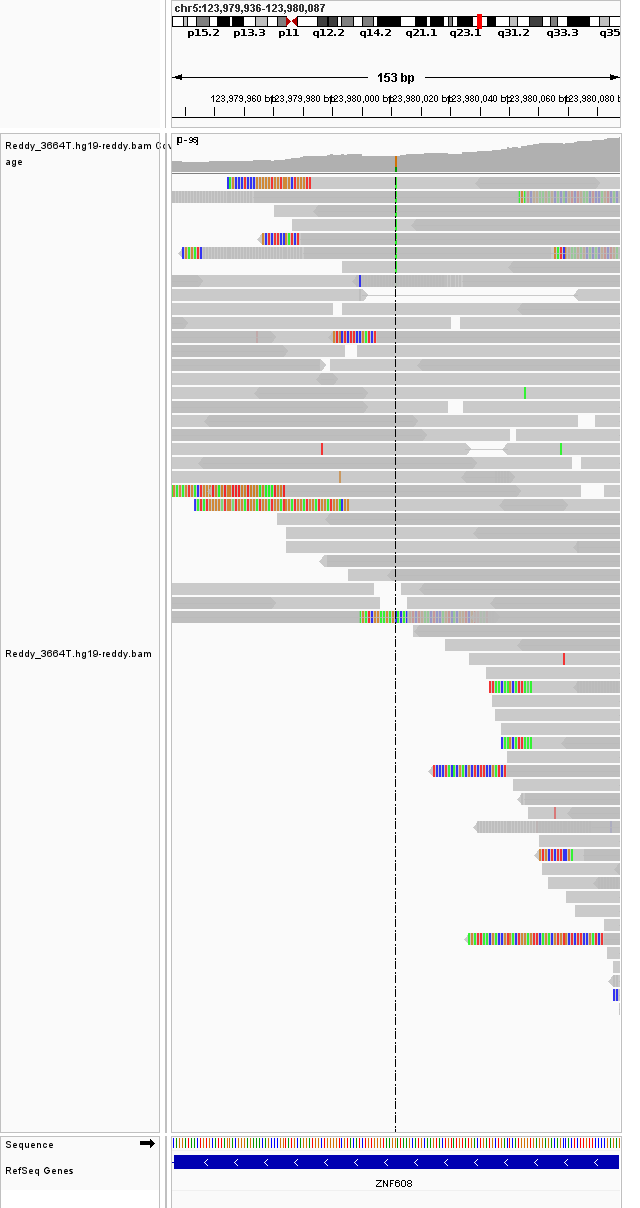 chr5:123,979,936-123,980,087
p15.2 p13.3 p11 q12.2 q14.2 q21.1 q23.1 q31.2 q33.3 q35
153 bp
123,979,960 bp 123,979,980 bp 123,980,000 bp 123,980,020 bp 123,980,040 bp 123,980,060 bp 123,980,080 b
Reddy_3664T.hg19-reddy.bam Cov
age
[0-95]
Reddy_3664T.hg19-reddy.bam
Sequence
RefSeq Genes
ZNF608